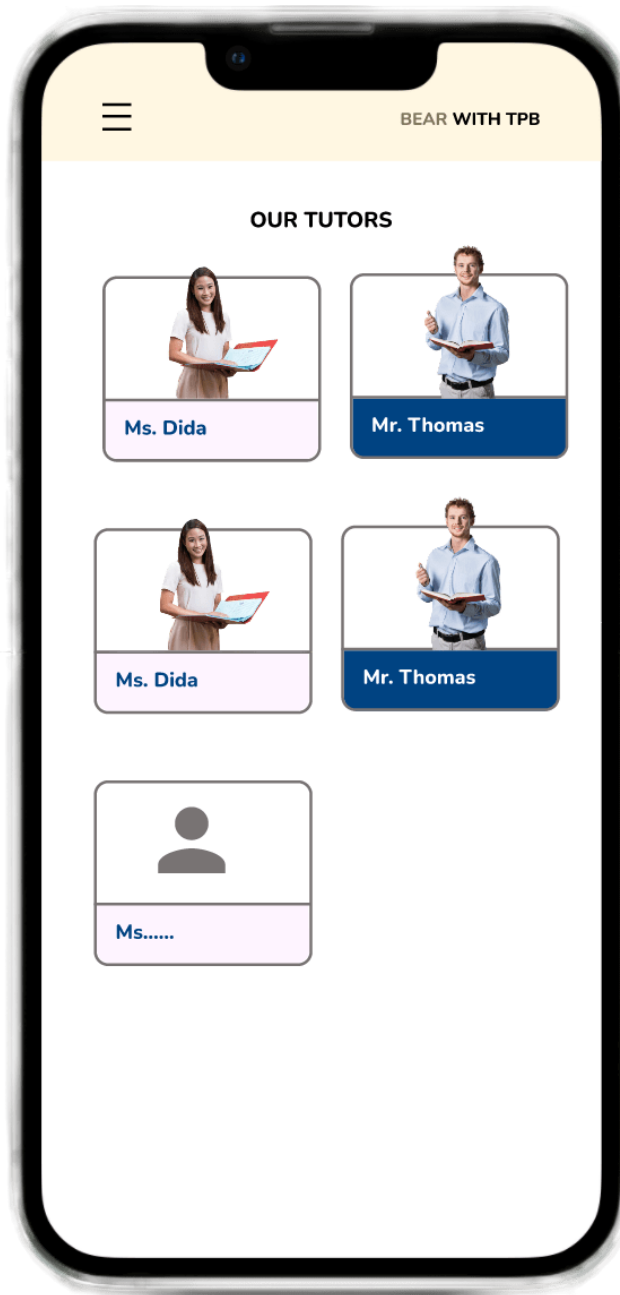 BEAR WITH TPB
OUR TUTORS
Ms. Dida
Mr. Thomas
Ms. Dida
Mr. Thomas
Ms......